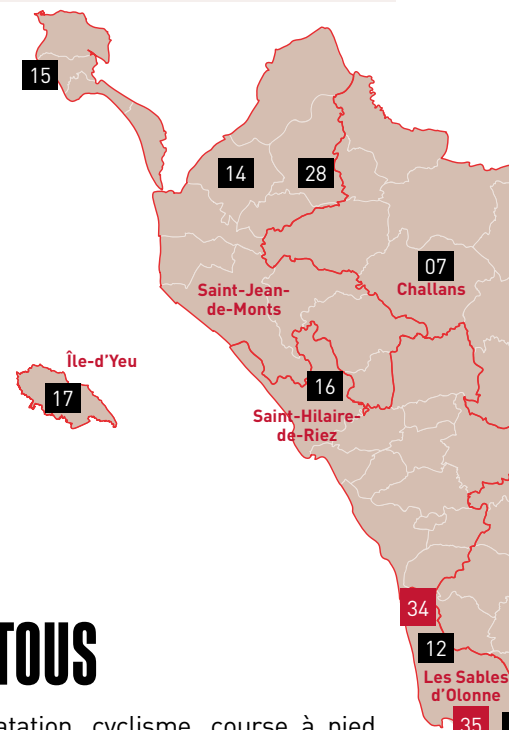 15
14
28
07
Challans
Saint-Jean-
de-Monts
Île-d'Yeu
17
16
Saint-Hilaire-
de-Riez
34
12
Les Sables
d'Olonne
35
TOUS
cyclisme, course à pied